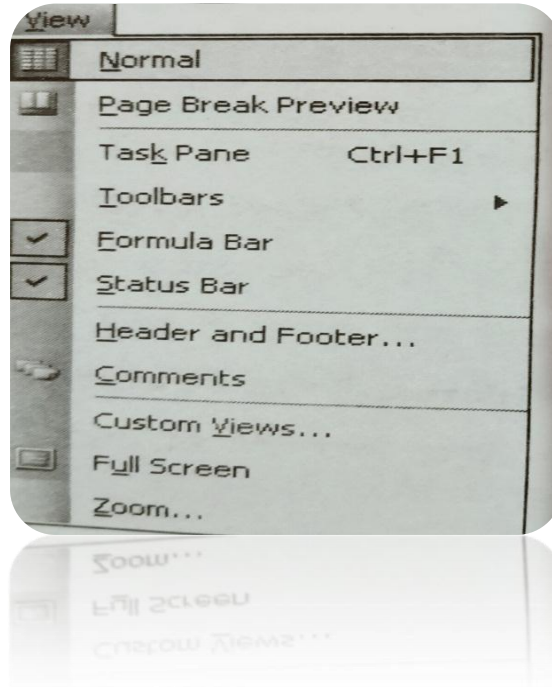 View
Normal
Page Break Preview
Task Pane Ctrl+F1
Toolbars
Formula Bar
Status Bar
Header and Footer...
Comments
Custom Views...
Full Screen
Zoom...